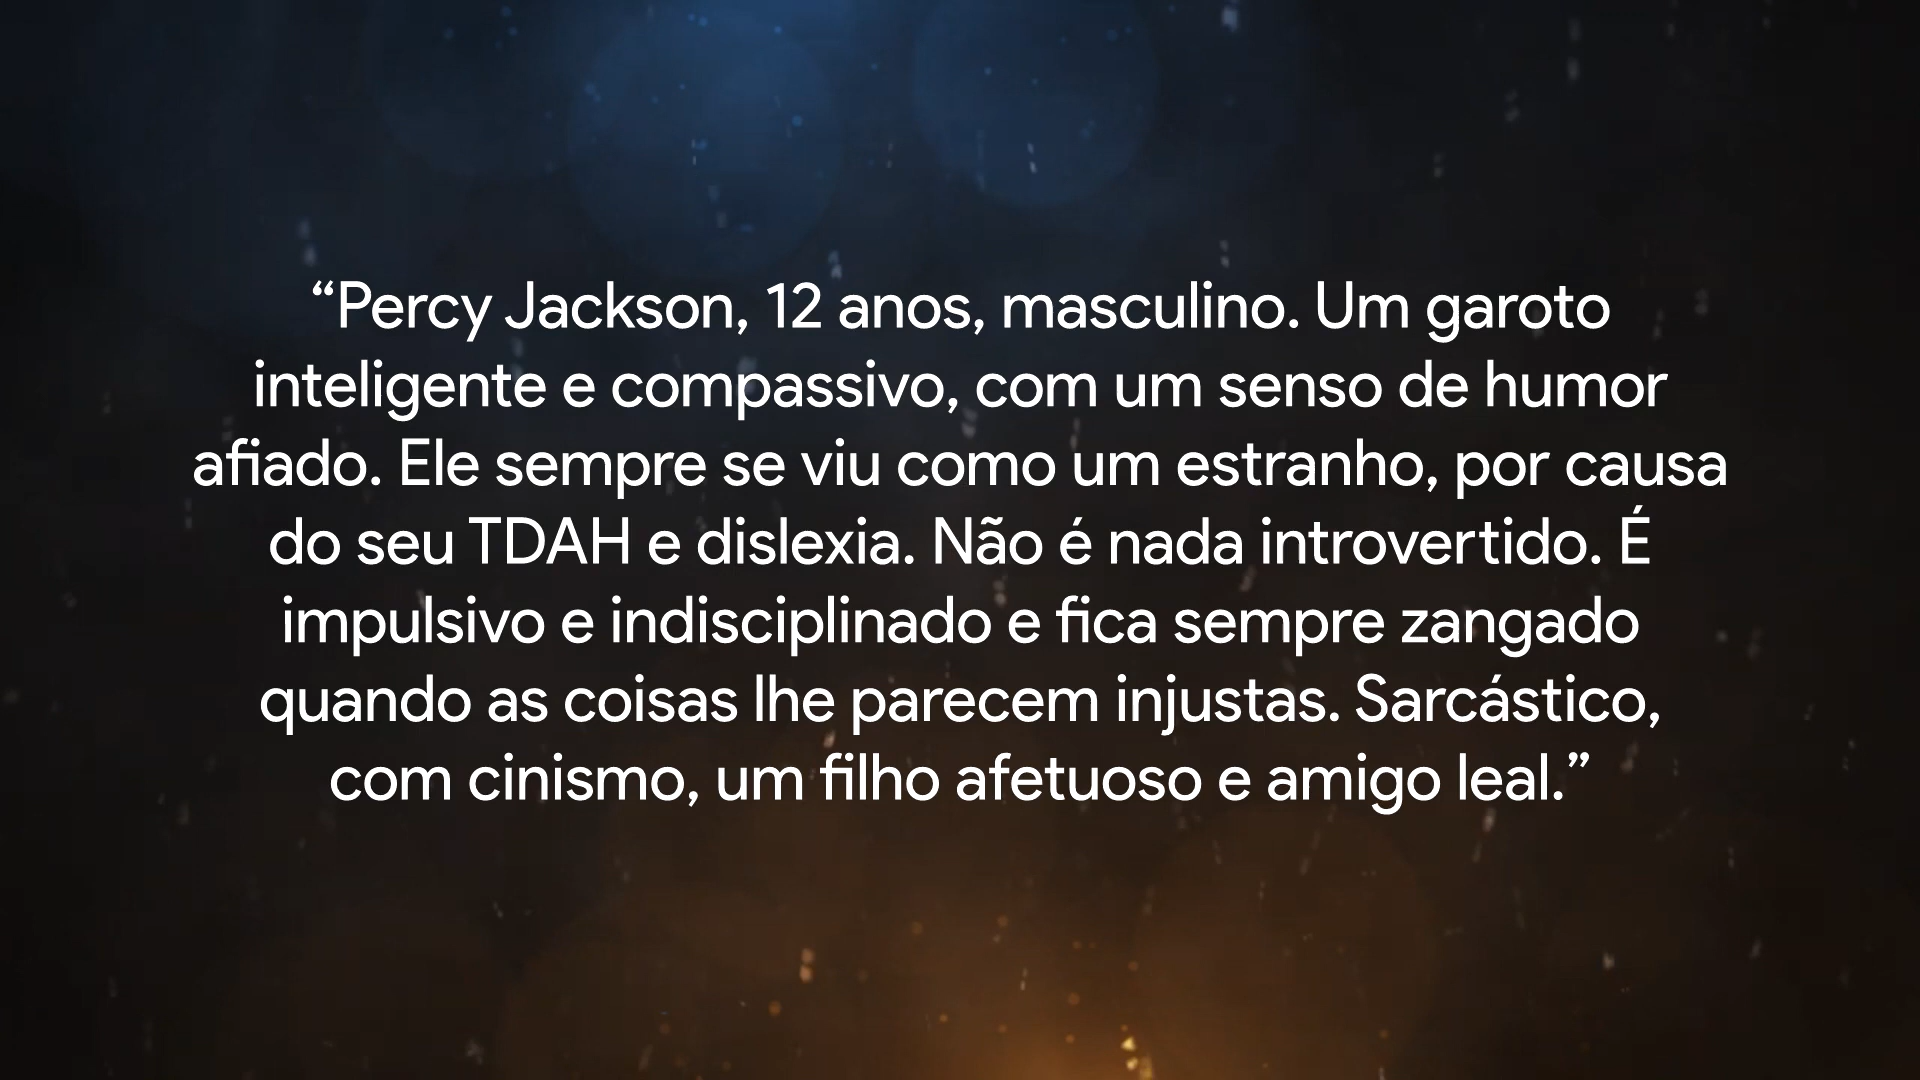 “Percy Jackson, 12 anos, masculino. Um garoto
inteligente e compassivo, com um senso de humor
afiado. Ele sempre se viu como um estranho, por causa
do seu TDAH e dislexia. Não é nada introvertido. É
impulsivo e indisciplinado e fica sempre zangado
quando as coisas lhe parecem injustas. Sarcástico,
com cinismo, um filho afetuoso e amigo leal.”